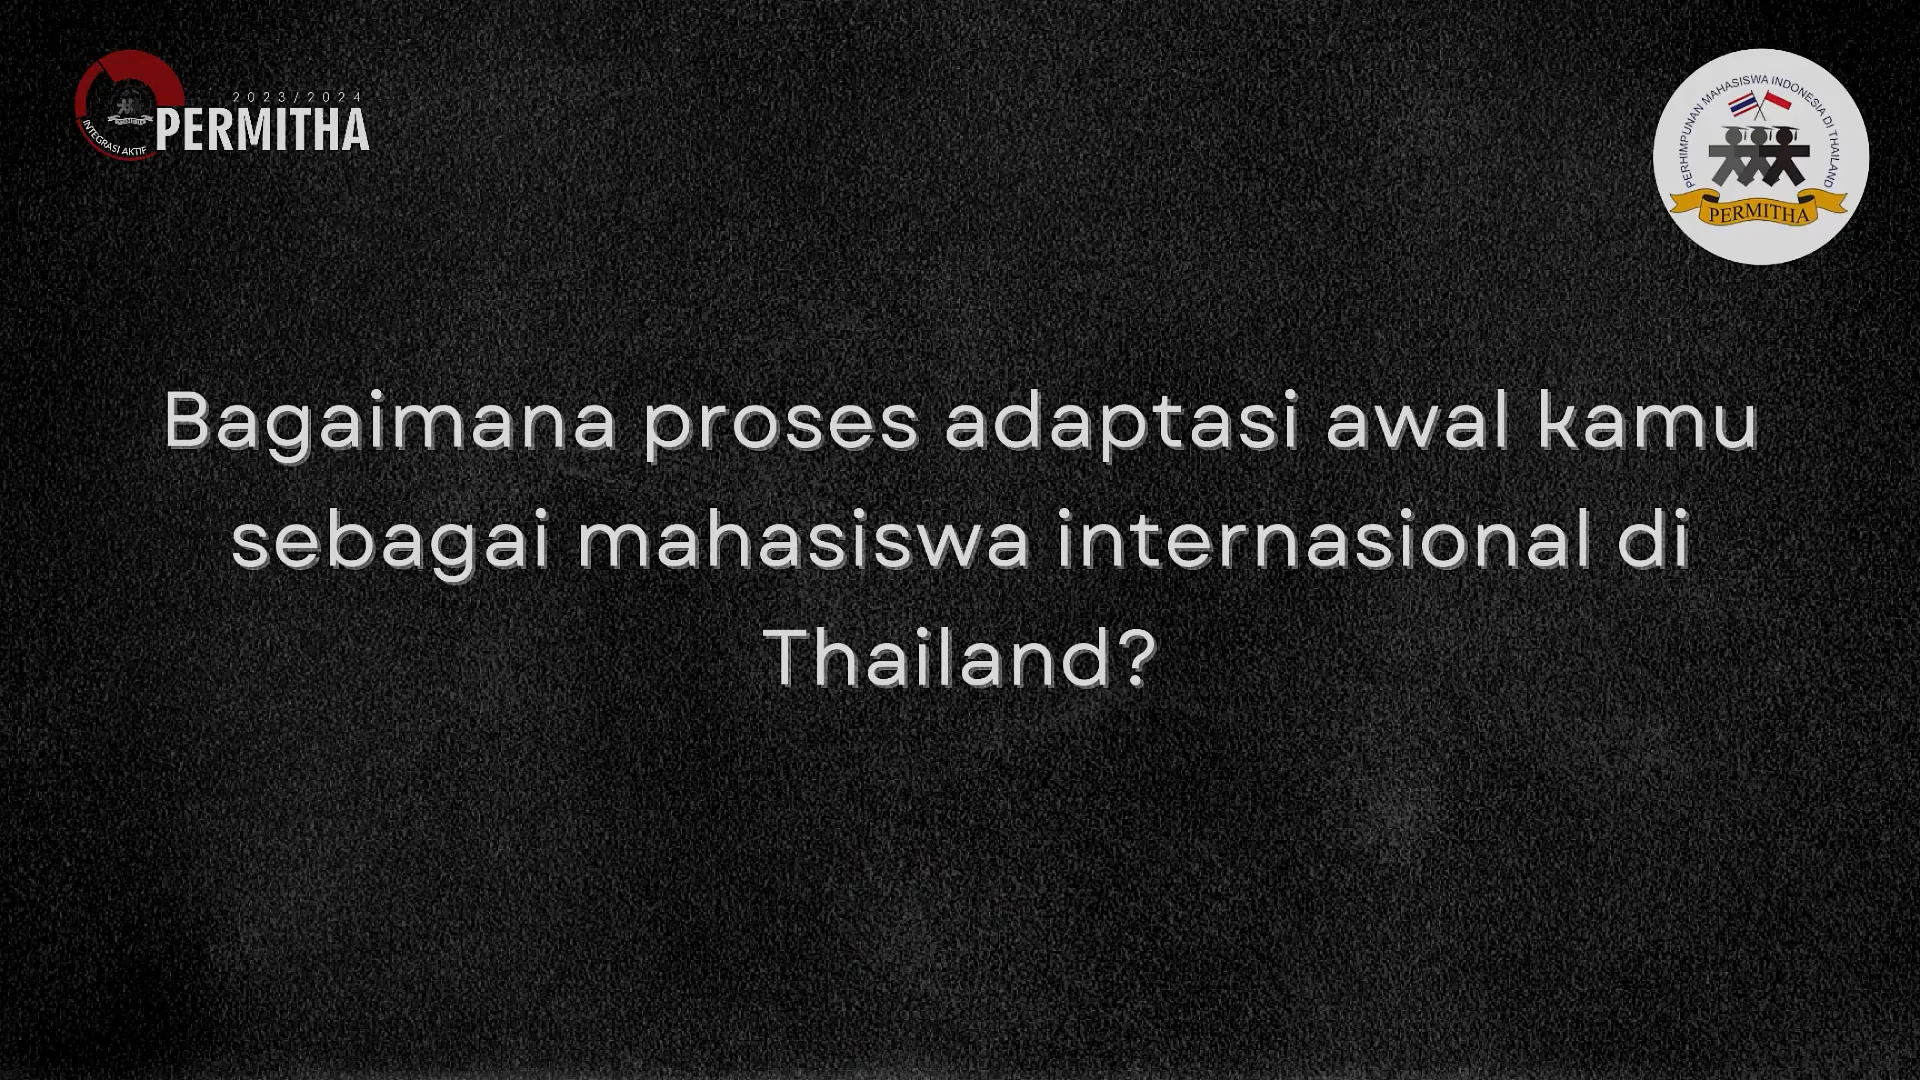 2023/2024
PERMITHA
INTEGRASI AKTIF
PERHIMPUNAN MAHASISWA INDONESIA DI THAILAND
PERMITHA
Bagaimana proses adaptasi awal kamu
sebagai mahasiswa internasional di
Thailand?